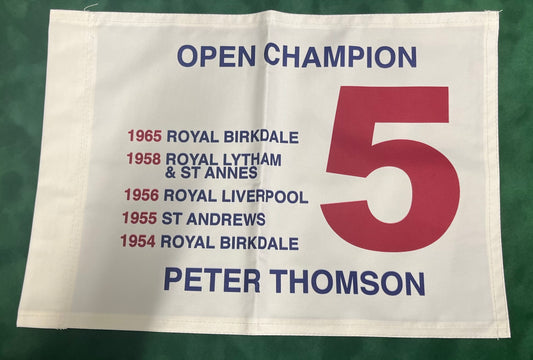 OPEN CHAMPION
1965 ROYAL BIRKDALE
1958 ROYAL LYTHAM
& ST ANNES
1956 ROYAL LIVERPOOL
1955 ST ANDREWS
1954 ROYAL BIRKDALE
5
PETER THOMSON